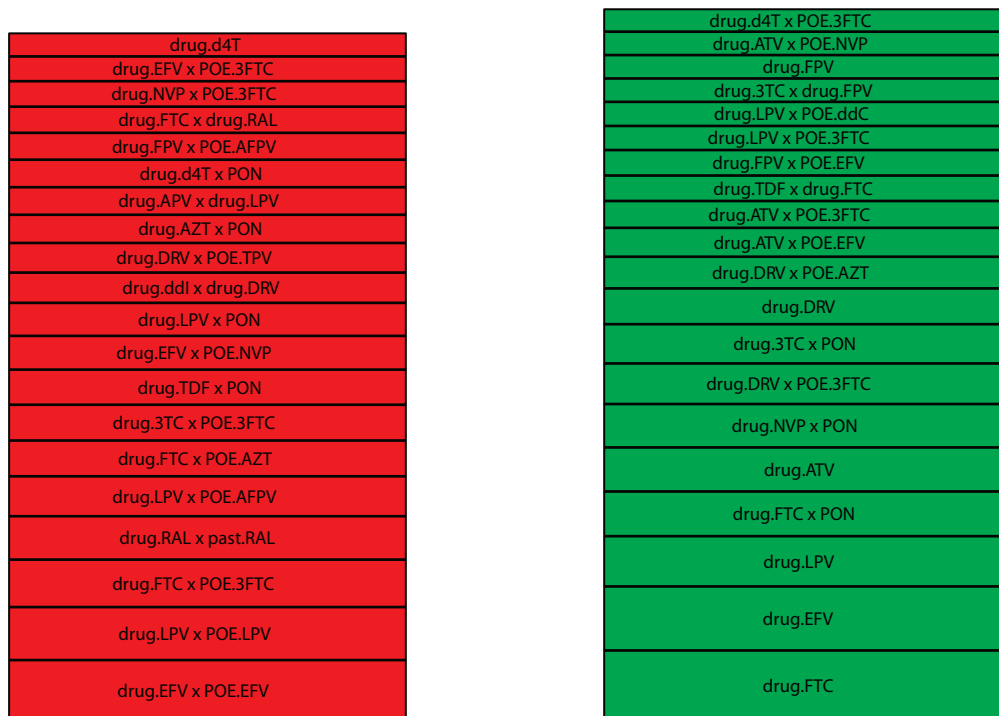 drug.d4T
drug.EFV x POE.3FTC
drug.NVP x POE.3FTC
drug.FTC x drug.RAL
drug.FPV x POE.AFPV
drug.d4T x PON
drug.APV x drug.LPV
drug.AZT x PON
drug.DRV x POE.TPV
drug.ddI x drug.DRV
drug.LPV x PON
drug.EFV x POE.NVP
drug.TDF x PON
drug.3TC x POE.3FTC
drug.FTC x POE.AZT
drug.LPV x POE.AFPV
drug.RAL x past.RAL
drug.FTC x POE.3FTC
drug.LPV x POE.LPV
drug.EFV x POE.EFV
drug.d4T x POE.3FTC
drug.ATV x POE.NVP
drug.FPV
drug.3TC x drug.FPV
drug.LPV x POE.ddC
drug.LPV x POE.3FTC
drug.FPV x POE.EFV
drug.TDF x drug.FTC
drug.ATV x POE.3FTC
drug.ATV x POE.EFV
drug.DRV x POE.AZT
drug.DRV
drug.3TC x PON
drug.DRV x POE.3FTC
drug.NVP x PON
drug.ATV
drug.FTC x PON
drug.LPV
drug.EFV
drug.FTC